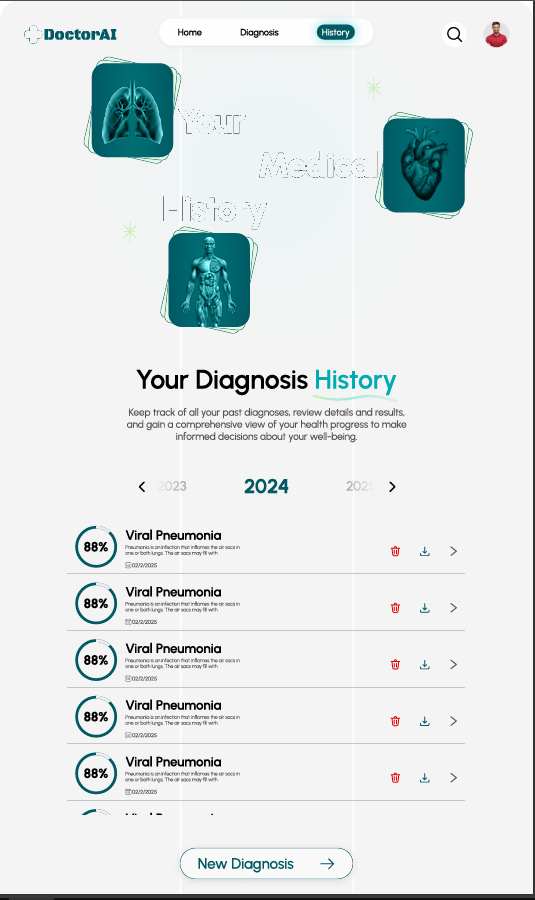 DoctorAI
Home
Diagnosis
History
Your
Medical
History
Your Diagnosis History
Keep track of all your past diagnoses, review details and results,
and gain a comprehensive view of your health progress to make
informed decisions about your well-being.
2023
2024
2025
88%
Viral Pneumonia
Pneumonia is an infection that inflames the air sacs in
one or both lungs. The air sacs may fill with
02/2/2025
88%
Viral Pneumonia
Pneumonia is an infection that inflames the air sacs in
one or both lungs. The air sacs may fill with
02/2/2025
88%
Viral Pneumonia
Pneumonia is an infection that inflames the air sacs in
one or both lungs. The air sacs may fill with
02/2/2025
88%
Viral Pneumonia
Pneumonia is an infection that inflames the air sacs in
one or both lungs. The air sacs may fill with
02/2/2025
88%
Viral Pneumonia
Pneumonia is an infection that inflames the air sacs in
one or both lungs. The air sacs may fill with
02/2/2025
New Diagnosis